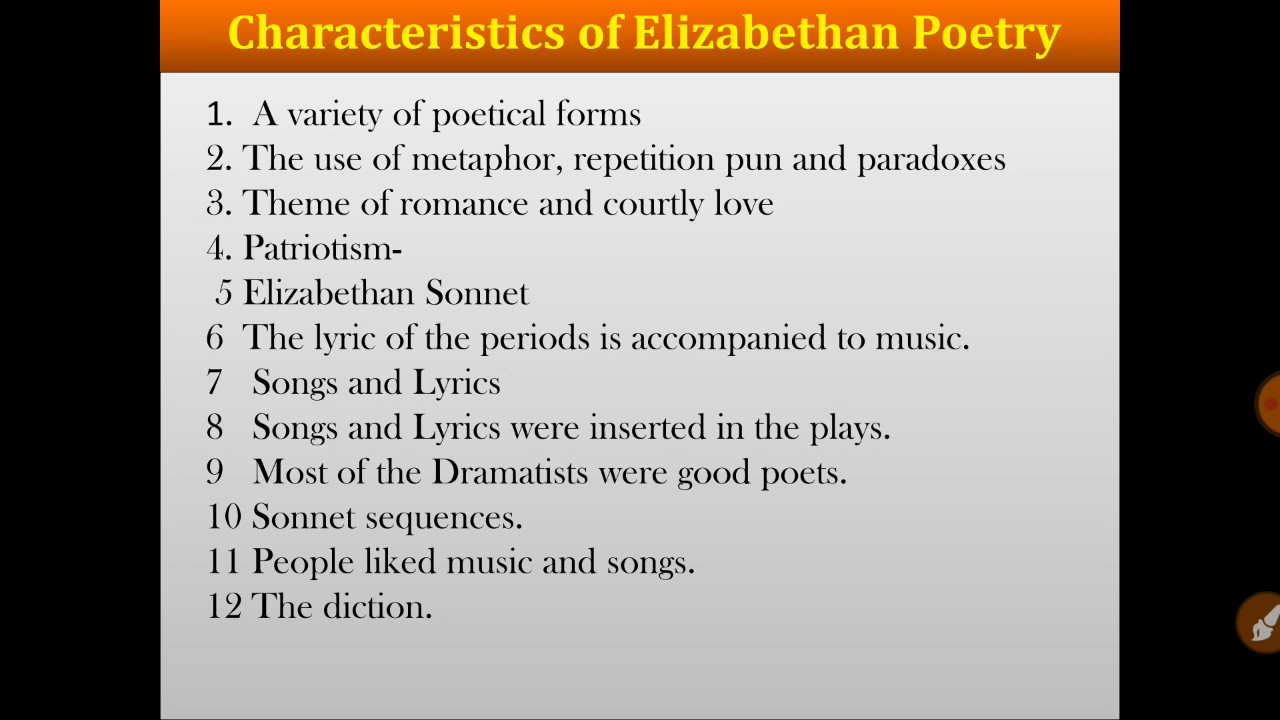 Characteristics of Elizabethan Poetry
1. A variety of poetical forms
2. The use of metaphor, repetition pun and paradoxes
3. Theme of romance and courtly love
4. Patriotism-
5 Elizabethan Sonnet
6 The lyric of the periods is accompanied to music.
7 Songs and Lyrics
8 Songs and Lyrics were inserted in the plays.
9 Most of the Dramatists were good poets.
10 Sonnet sequences.
11 People liked music and songs.
12 The diction.